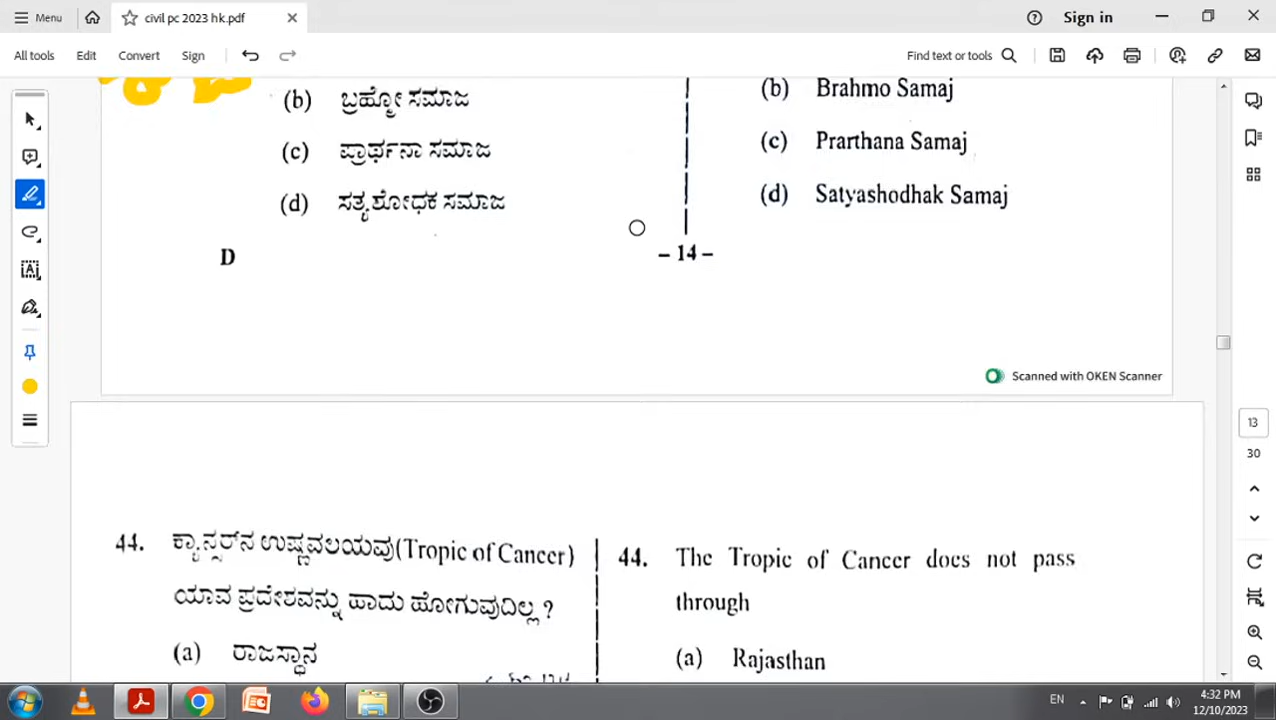 Menu
civil pc 2023 hk.pdf
Sign in
All tools
Edit
Convert
Sign
Find text or tools
(b) ಬ್ರಹ್ಮೋ ಸಮಾಜ
(c) ಪ್ರಾರ್ಥನಾ ಸಮಾಜ
(d) ಸತ್ಯಶೋಧಕ ಸಮಾಜ
(b) Brahmo Samaj
(c) Prarthana Samaj
(d) Satyashodhak Samaj
D
– 14 –
Scanned with OKEN Scanner
13
30
44. ಕ್ಯಾನ್ಸರ್‌ನ ಉಷ್ಣವಲಯವು(Tropic of Cancer)
ಯಾವ ಪ್ರದೇಶವನ್ನು ಹಾದು ಹೋಗುವುದಿಲ್ಲ ?
(a) ರಾಜಸ್ಥಾನ
44. The Tropic of Cancer does not pass
through
(a) Rajasthan
EN
4:32 PM
12/10/2023